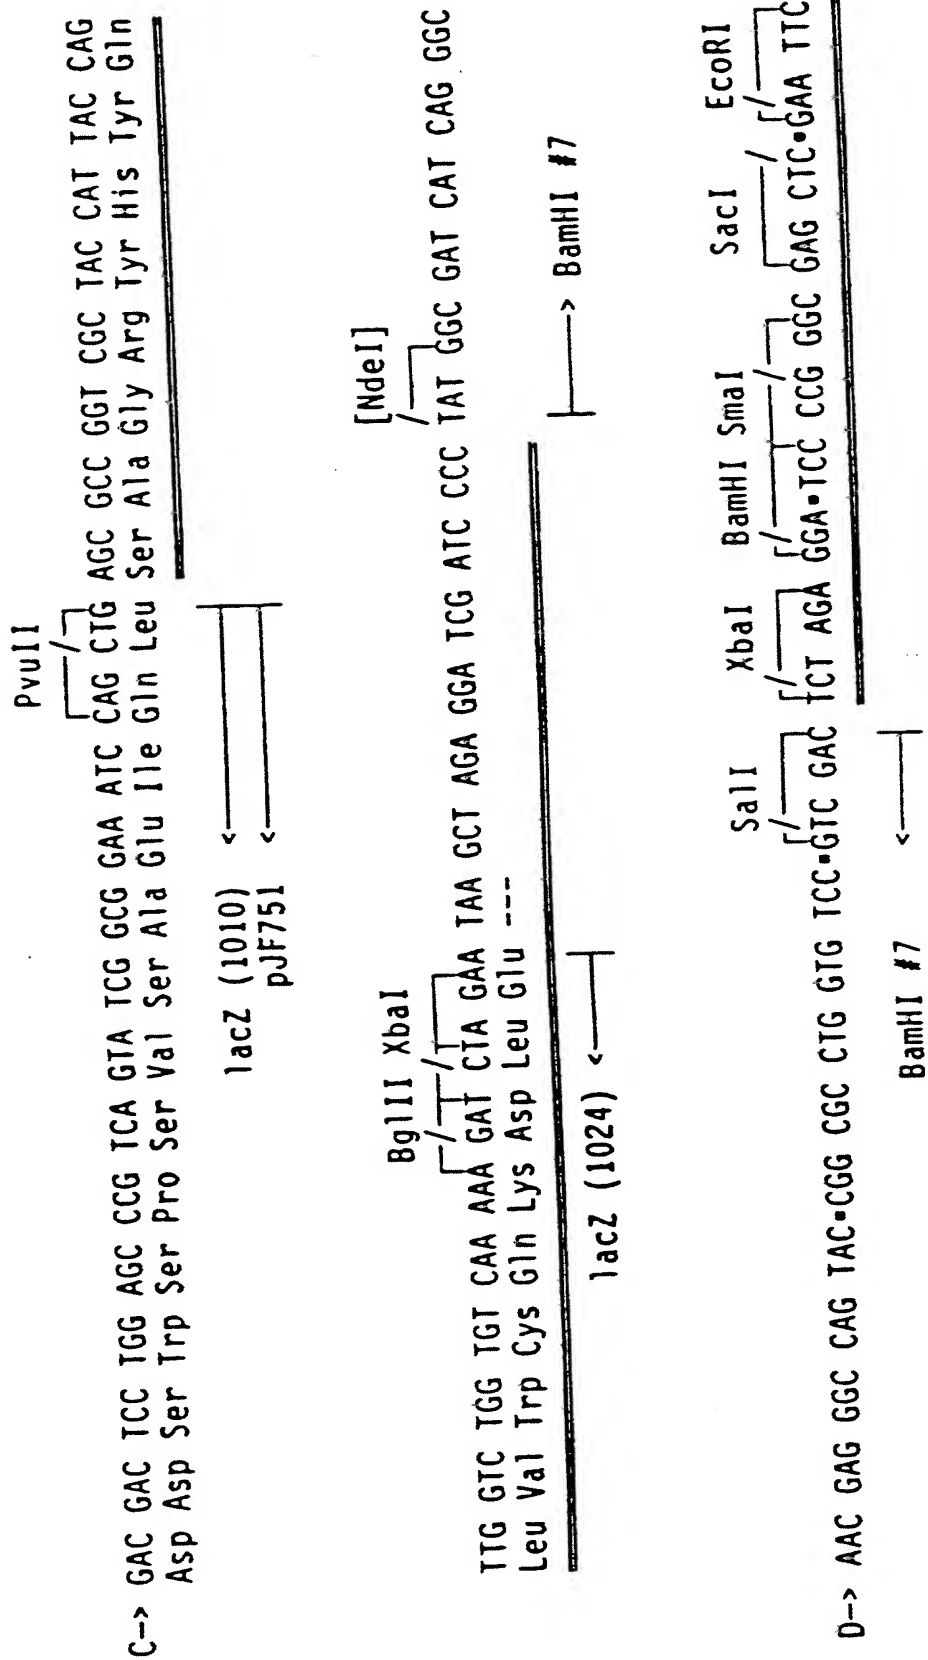 PvuII
C-> GAC GAC TCC TGG AGC CCG TCA GTA TCG GCG GAA ATC CAG CTG AGC GCC GGT CGC TAC CAT TAC CAG
Asp Asp Ser Trp Ser Pro Ser Val Ser Ala Glu Ile Gln Leu Ser Ala Gly Arg Tyr His Tyr Gln
lacZ (1010) <
pJF751 <
BglII XbaI [NdeI]
TTG GTC TGG TGT CAA AAA GAT CTA GAA TAA GCT AGA GGA TCG ATC CCC TAT GGC GAT CAT CAG GGC
Leu Val Trp Cys Gln Lys Asp Leu Glu ---
lacZ (1024) < > BamHI #7
SalI XbaI BamHI SmaI SacI EcoRI
D-> AAC GAG GGC CAG TAC•CGG CGC CTG GTG TCC•GTC GAC TCT AGA GGA•TCC CCG GGC GAG CTC•GAA TTC
BamHI #7 <